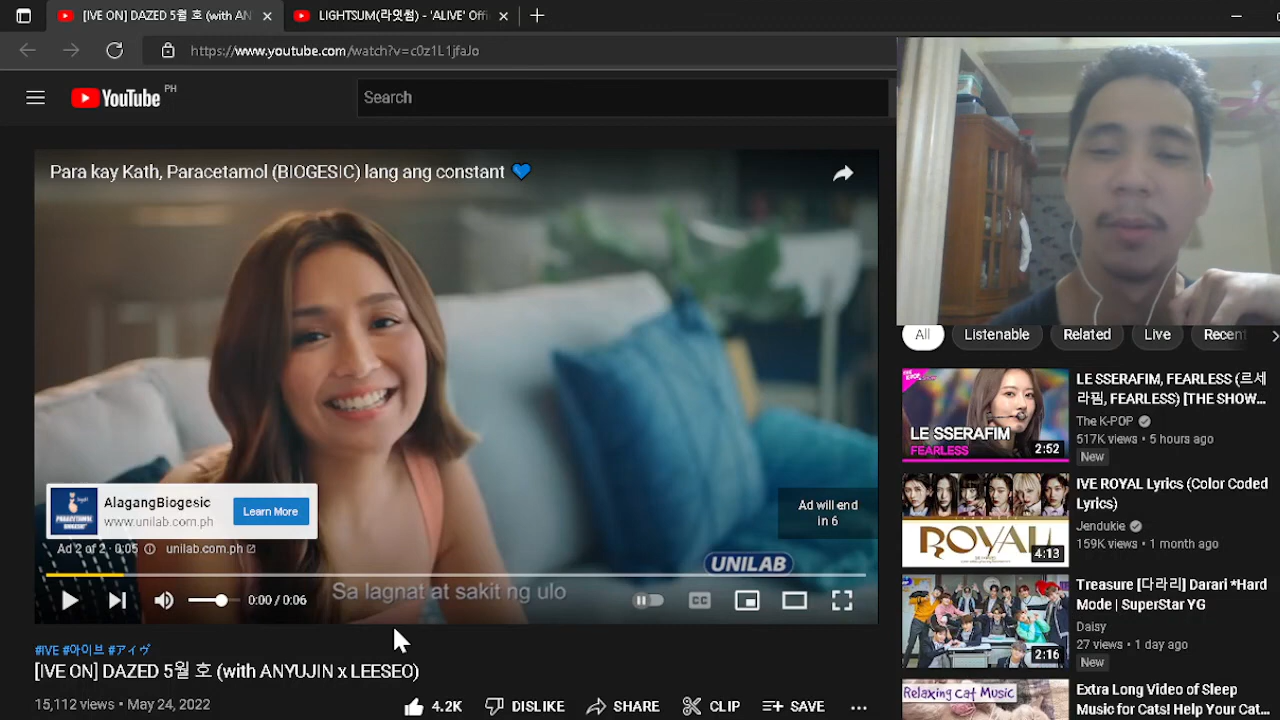 [IVE ON] DAZED 5월 호 (with AN
LIGHTSUM(라잇썸) - 'ALIVE' Offi
https://www.youtube.com/watch?v=c0z1L1jfaJo
YouTube PH
Search
Para kay Kath, Paracetamol (BIOGESIC) lang ang constant 💙
AlagangBiogesic
www.unilab.com.ph
Learn More
Ad will end
in 6
Ad 2 of 2 · 0:05
unilab.com.ph
UNILAB
Sa lagnat at sakit ng ulo
0:00 / 0:06
CC
#IVE #아이브 #アイヴ
[IVE ON] DAZED 5월 호 (with ANYUJIN x LEESEO)
15,112 views • May 24, 2022
4.2K
DISLIKE
SHARE
CLIP
SAVE
All
Listenable
Related
Live
Recent
LE SSERAFIM
FEARLESS
2:52
LE SSERAFIM, FEARLESS (르세
라핌, FEARLESS) [THE SHOW...
The K-POP
517K views • 5 hours ago
New
ROYAL
4:13
IVE ROYAL Lyrics (Color Coded
Lyrics)
Jendukie
159K views • 1 month ago
2:16
Treasure [다라리] Darari *Hard
Mode | SuperStar YG
Daisy
27 views • 1 day ago
New
Relaxing Cat Music
Extra Long Video of Sleep
Music for Cats! Help Your Cat...